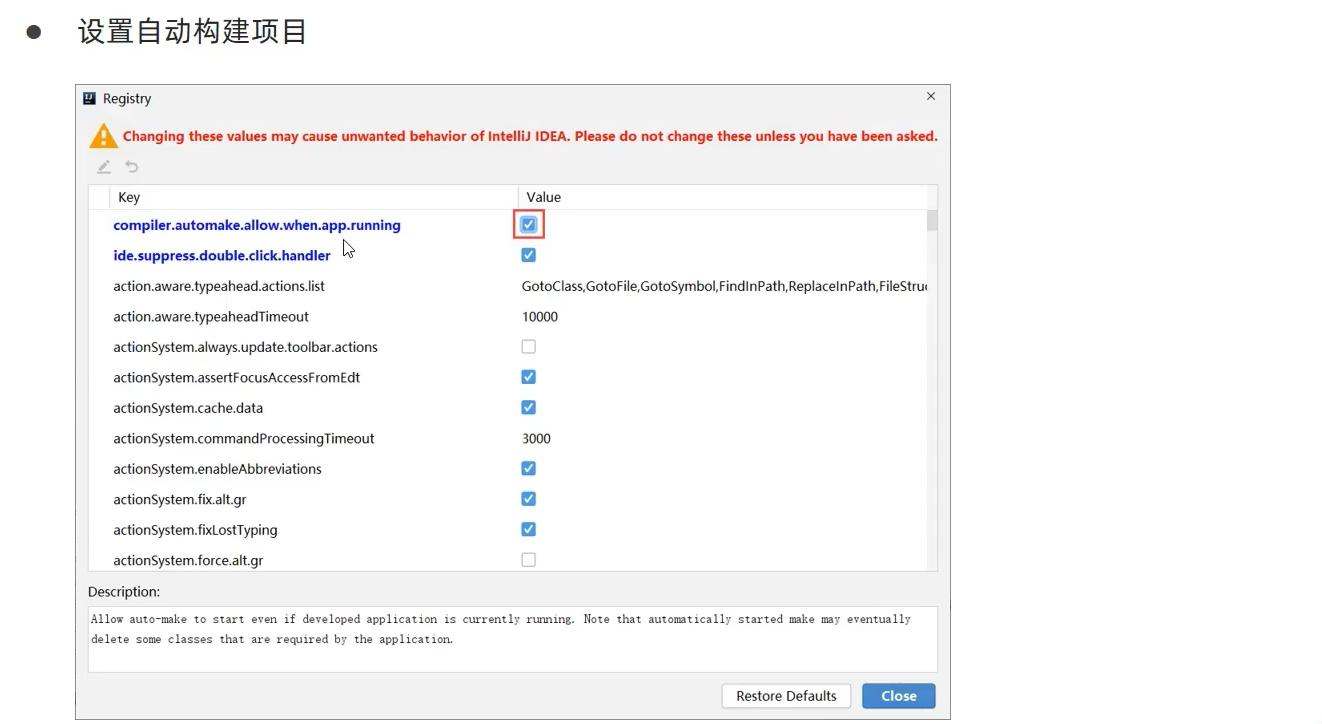 ● 设置自动构建项目
Registry
Changing these values may cause unwanted behavior of IntelliJ IDEA. Please do not change these unless you have been asked.
Key Value
compiler.automake.allow.when.app.running
ide.suppress.double.click.handler
action.aware.typeahead.actions.list GotoClass,GotoFile,GotoSymbol,FindInPath,ReplaceInPath,FileStruc
action.aware.typeaheadTimeout 10000
actionSystem.always.update.toolbar.actions
actionSystem.assertFocusAccessFromEdt
actionSystem.cache.data
actionSystem.commandProcessingTimeout 3000
actionSystem.enableAbbreviations
actionSystem.fix.alt.gr
actionSystem.fixLostTyping
actionSystem.force.alt.gr
Description:
Allow auto-make to start even if developed application is currently running. Note that automatically started make may eventually
delete some classes that are required by the application.
Restore Defaults Close